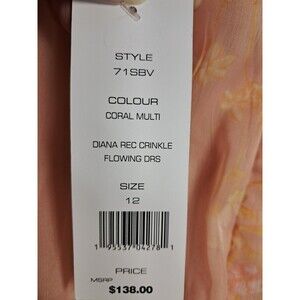 STYLE
71SBV
COLOUR
CORAL MULTI
DIANA REC CRINKLE
FLOWING DRS
SIZE
12
1 95537 04278 1
PRICE
MSRP $138.00